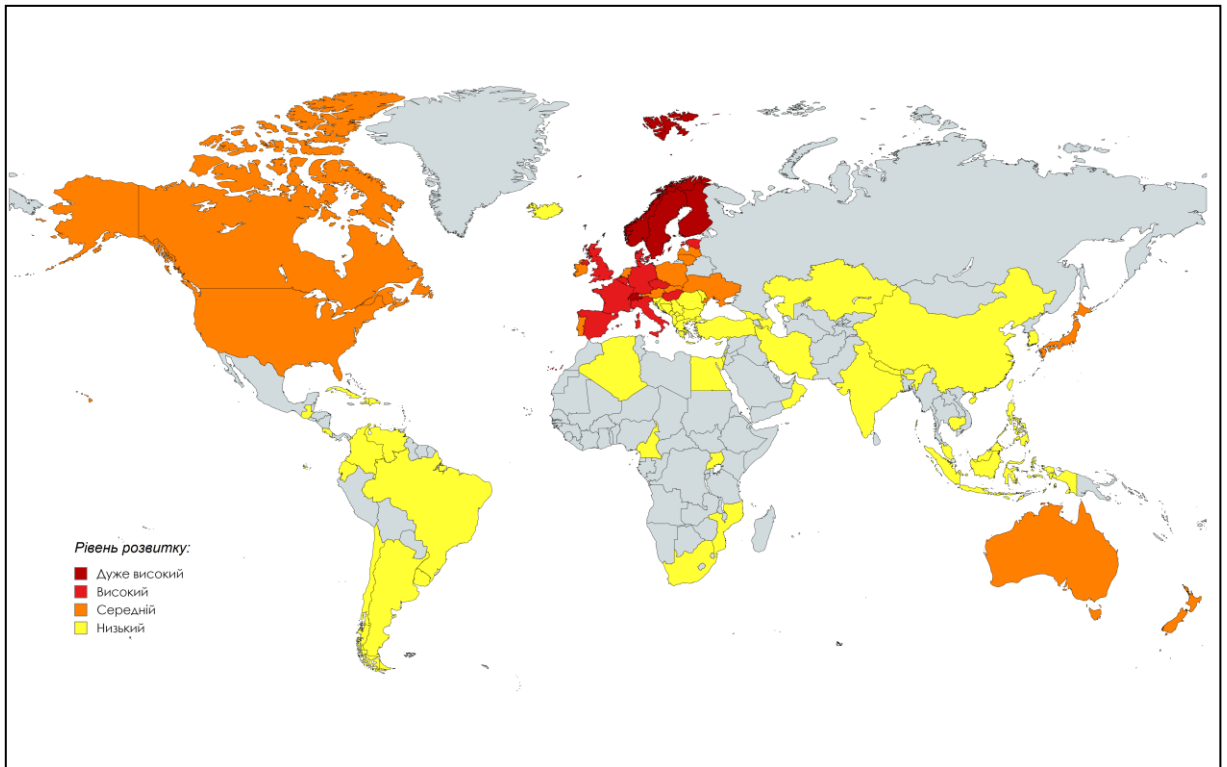 Рівень розвитку:
Дуже високий
Високий
Середній
Низький